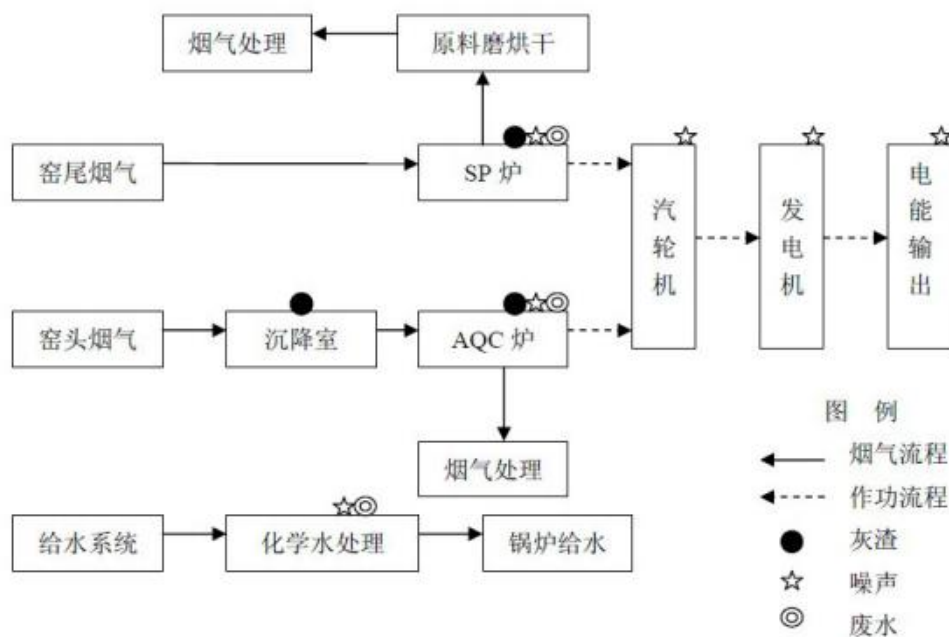 烟气处理
原料磨烘干
窑尾烟气
SP 炉
汽轮机
发电机
电能输出
窑头烟气
沉降室
AQC 炉
烟气处理
给水系统
化学水处理
锅炉给水
图 例
烟气流程
作功流程
灰渣
噪声
废水